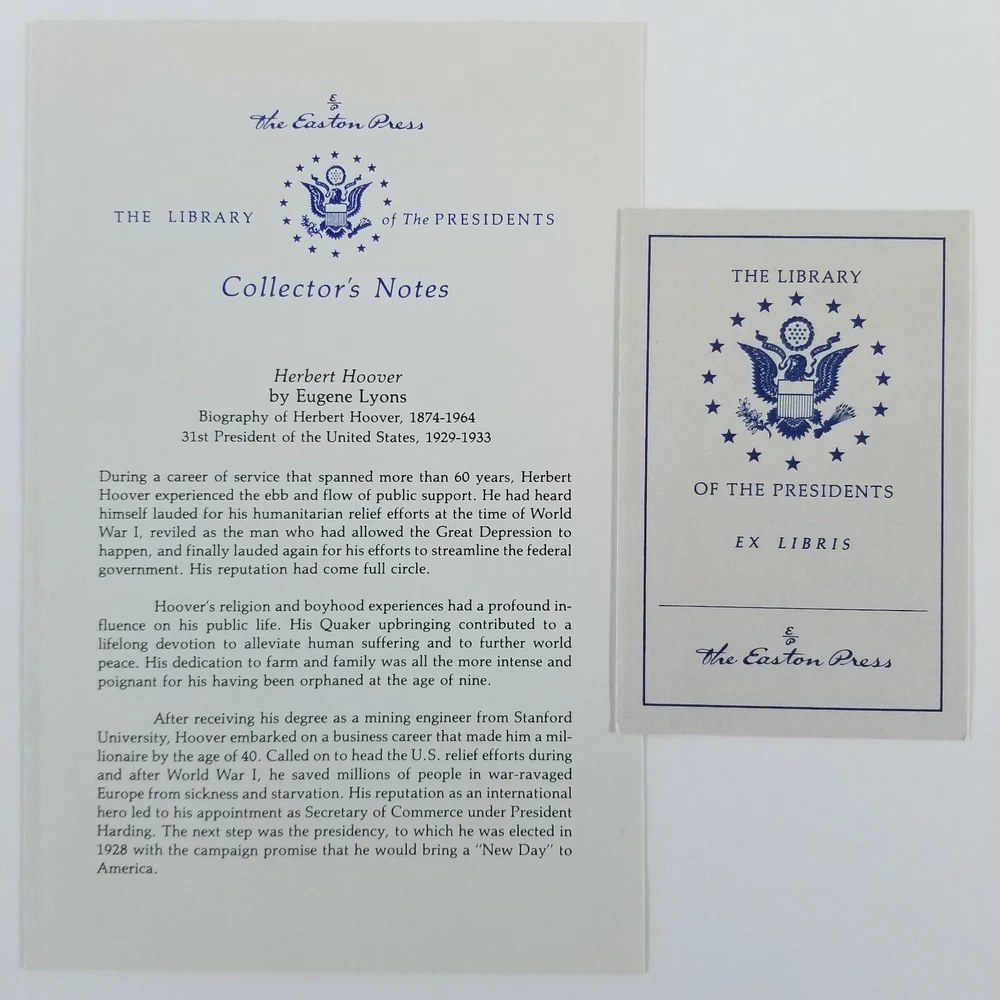 E
P
The Easton Press
THE LIBRARY of The PRESIDENTS
Collector's Notes
Herbert Hoover
by Eugene Lyons
Biography of Herbert Hoover, 1874-1964
31st President of the United States, 1929-1933
During a career of service that spanned more than 60 years, Herbert
Hoover experienced the ebb and flow of public support. He had heard
himself lauded for his humanitarian relief efforts at the time of World
War I, reviled as the man who had allowed the Great Depression to
happen, and finally lauded again for his efforts to streamline the federal
government. His reputation had come full circle.
Hoover's religion and boyhood experiences had a profound in-
fluence on his public life. His Quaker upbringing contributed to a
lifelong devotion to alleviate human suffering and to further world
peace. His dedication to farm and family was all the more intense and
poignant for his having been orphaned at the age of nine.
After receiving his degree as a mining engineer from Stanford
University, Hoover embarked on a business career that made him a mil-
lionaire by the age of 40. Called on to head the U.S. relief efforts during
and after World War I, he saved millions of people in war-ravaged
Europe from sickness and starvation. His reputation as an international
hero led to his appointment as Secretary of Commerce under President
Harding. The next step was the presidency, to which he was elected in
1928 with the campaign promise that he would bring a "New Day" to
America.
THE LIBRARY
OF THE PRESIDENTS
EX LIBRIS
E
P
The Easton Press